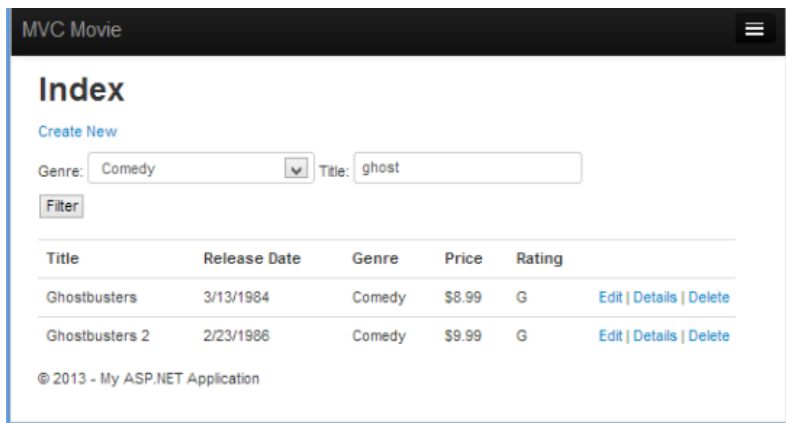 MVC Movie
Index
Create New
Genre: Comedy Title: ghost
Filter
Title Release Date Genre Price Rating
Ghostbusters 3/13/1984 Comedy $8.99 G Edit | Details | Delete
Ghostbusters 2 2/23/1986 Comedy $9.99 G Edit | Details | Delete
© 2013 - My ASP.NET Application